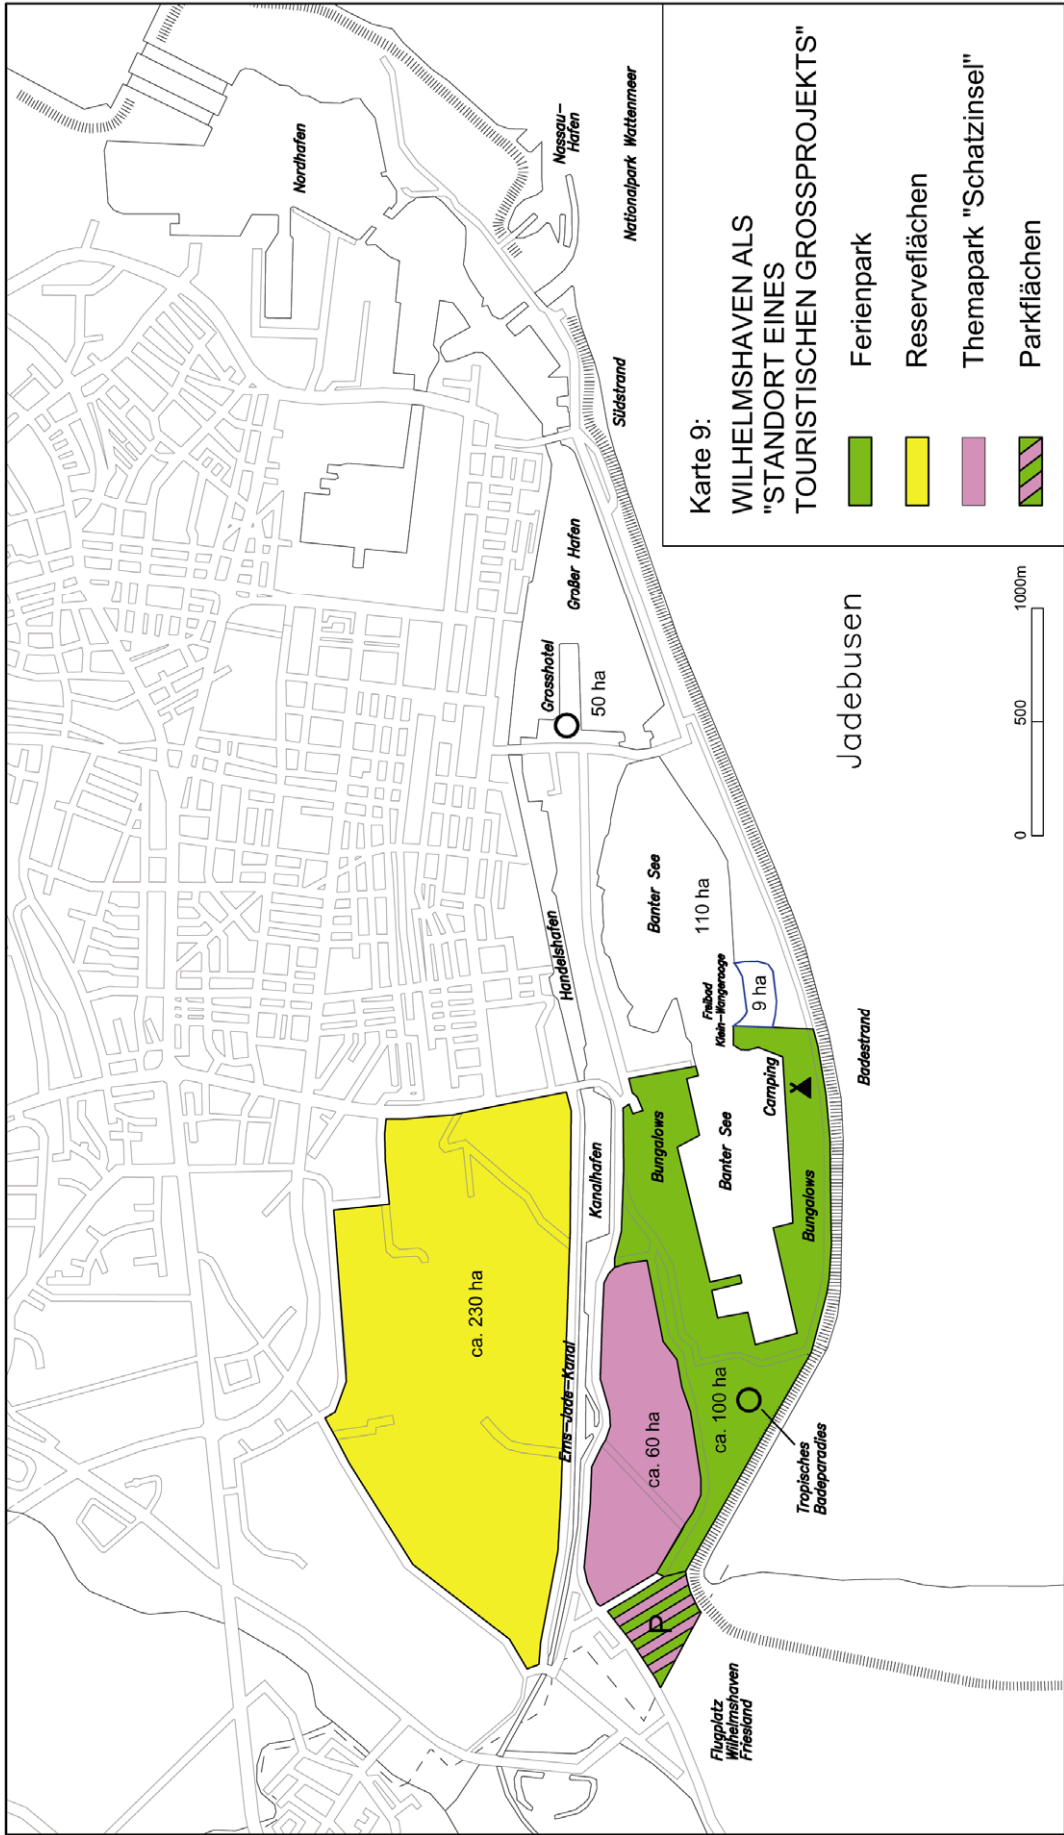 Karte 9:
WILHELMSHAVEN ALS
"STANDORT EINES
TOURISTISCHEN GROSSPROJEKTS"
Ferienpark
Reserveflächen
Themapark "Schatzinsel"
Parkflächen
Nordhafen
Nassau-
Hafen
Nationalpark Wattenmeer
Südstrand
Großer Hafen
Grosshotel
50 ha
Handelshafen
Banter See
110 ha
Freibad
Klein-Wangerooge
9 ha
Jadebusen
0 500 1000m
Badestrand
Camping
Banter See
Bungalows
Bungalows
Kanalhafen
Ems-Jade-Kanal
ca. 230 ha
ca. 60 ha
ca. 100 ha
Tropisches
Badeparadies
P
Flugplatz
Wilhelmshaven
Friesland